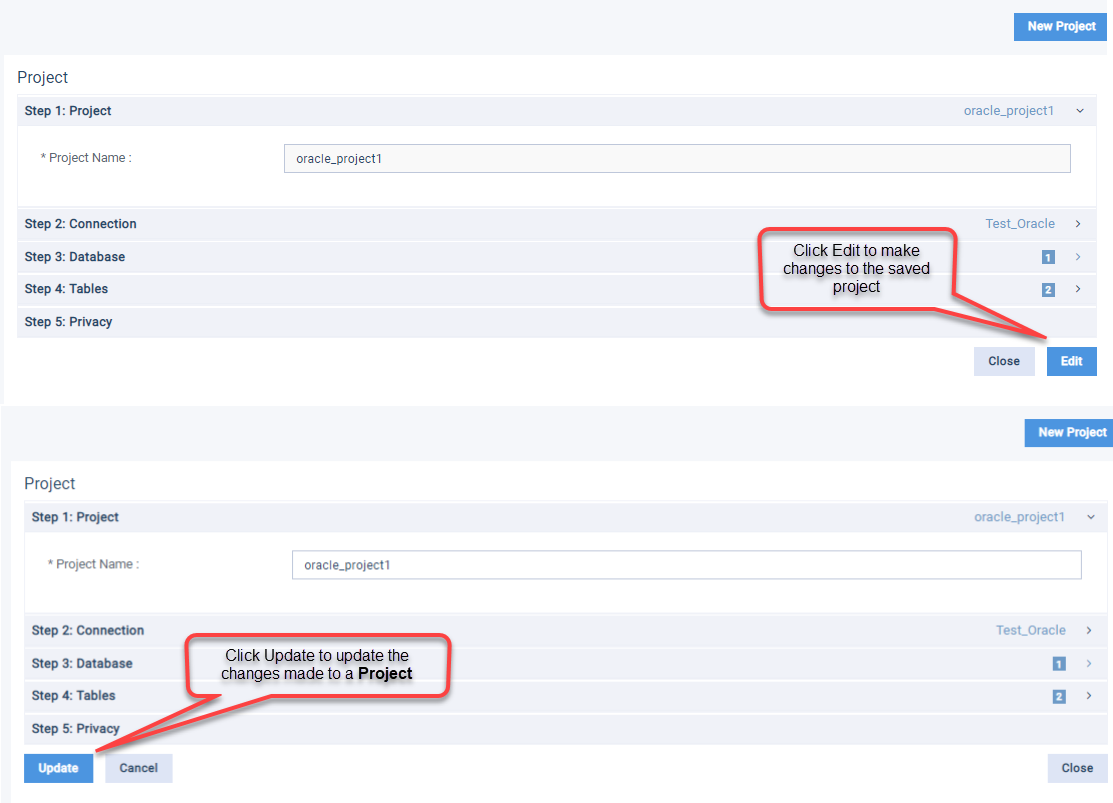 New Project
Project
Step 1: Project oracle_project1
* Project Name : oracle_project1
Step 2: Connection Test_Oracle
Click Edit to make
changes to the saved
project
Step 3: Database 1
Step 4: Tables 2
Step 5: Privacy
Close Edit
New Project
Project
Step 1: Project oracle_project1
* Project Name : oracle_project1
Step 2: Connection Test_Oracle
Click Update to update the
changes made to a Project
Step 3: Database 1
Step 4: Tables 2
Step 5: Privacy
Update Cancel Close